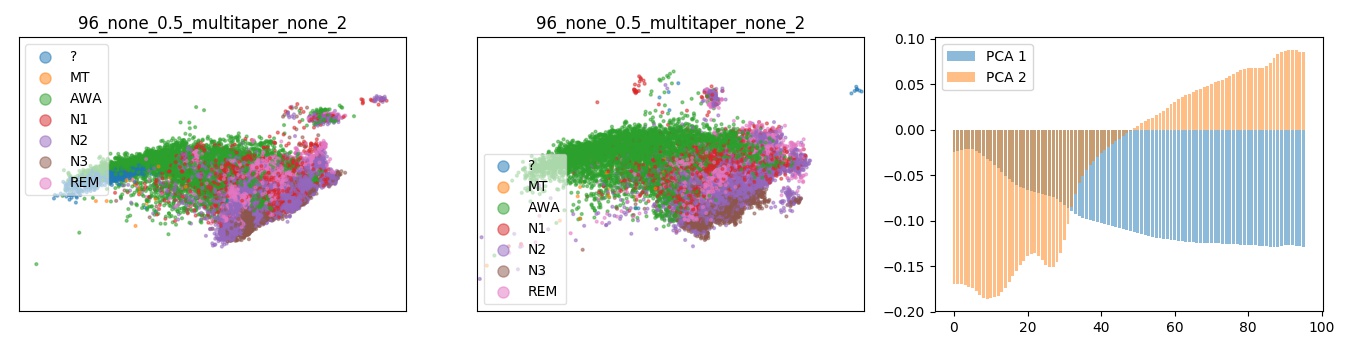 96_none_0.5_multitaper_none_2
?
MT
AWA
N1
N2
N3
REM
96_none_0.5_multitaper_none_2
?
MT
AWA
N1
N2
N3
REM
PCA 1
PCA 2
0.10
0.05
0.00
−0.05
−0.10
−0.15
−0.20
0 20 40 60 80 100